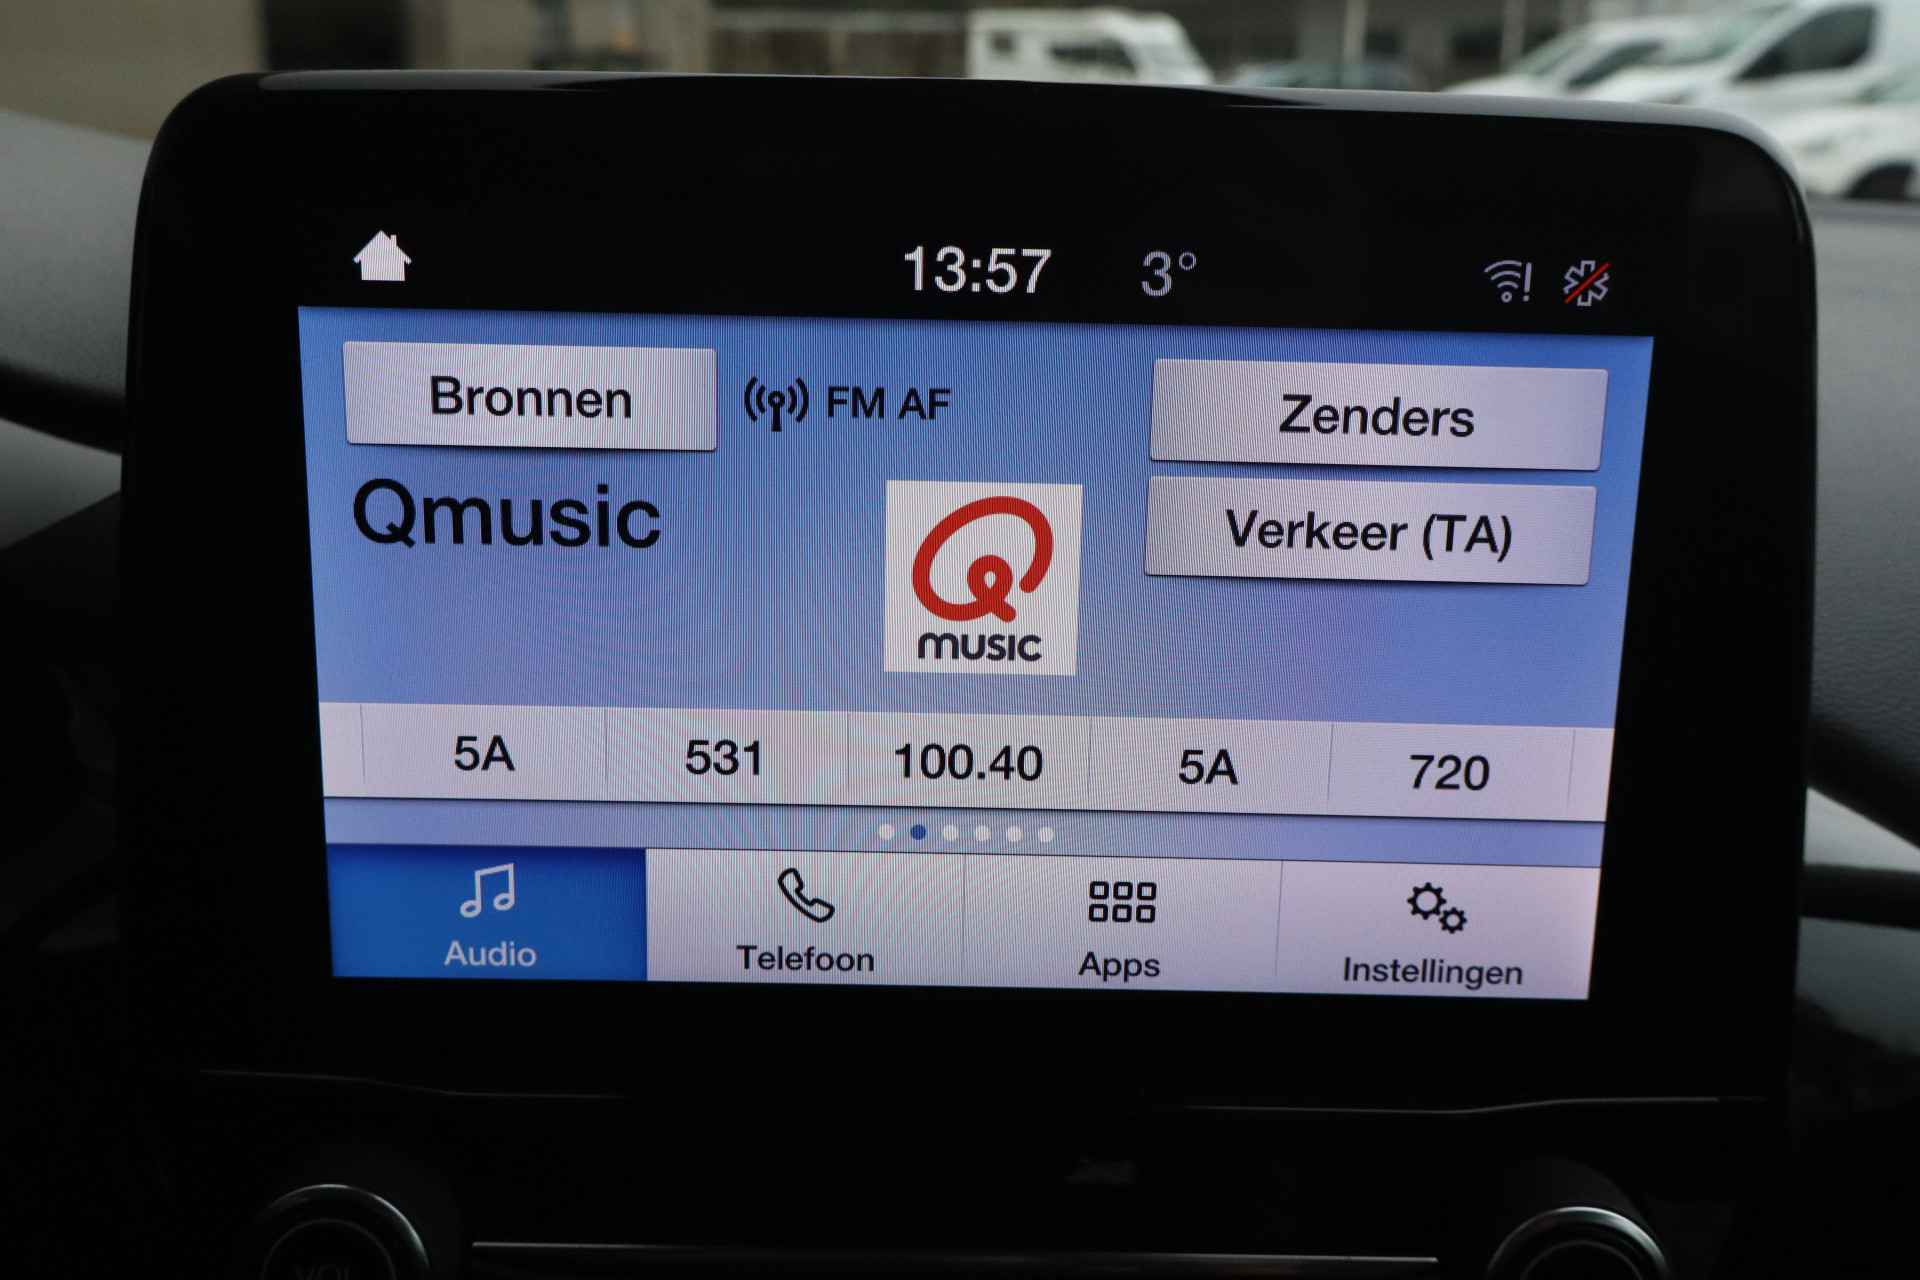 13:57 3°
Bronnen FM AF Zenders
Qmusic
Verkeer (TA)
Q
MUSIC
5A 531 100.40 5A 720
Audio Telefoon Apps Instellingen
VOL